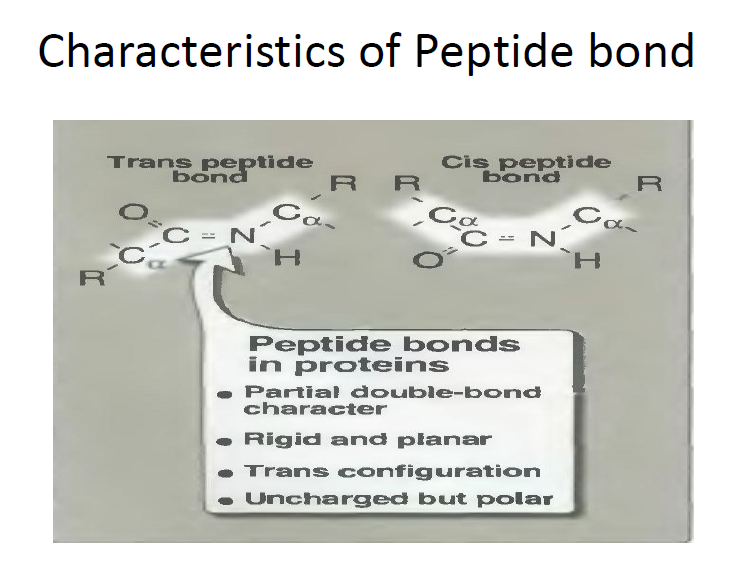 Characteristics of Peptide bond
Trans peptide
bond
Cis peptide
bond
R
O
C = N
Cα
H
Cα
R
R
Cα
O
C = N
Cα
R
H
Peptide bonds
in proteins
• Partial double-bond
character
• Rigid and planar
• Trans configuration
• Uncharged but polar